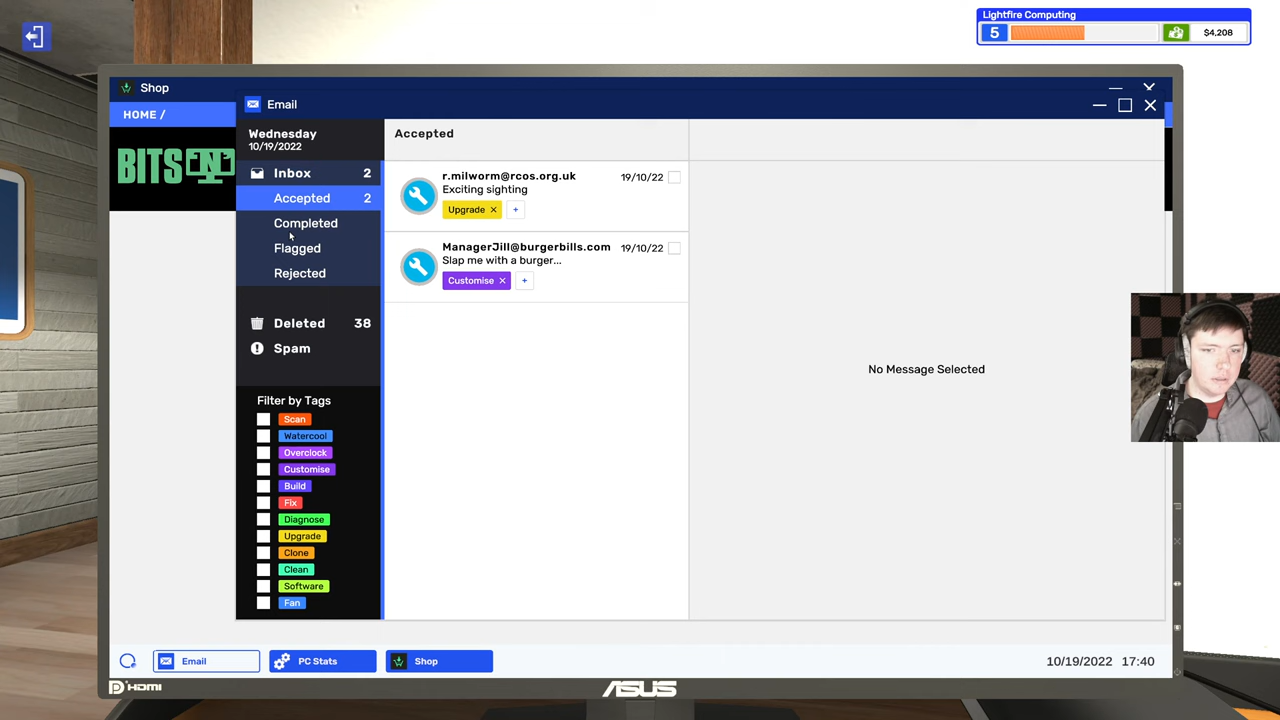 Lightfire Computing
5
$4,208
Shop
HOME /
BITS
Email
Wednesday
10/19/2022
Inbox 2
Accepted 2
Completed
Flagged
Rejected
Deleted 38
Spam
Filter by Tags
Scan
Watercool
Overclock
Customise
Build
Fix
Diagnose
Upgrade
Clone
Clean
Software
Fan
Accepted
r.milworm@rcos.org.uk 19/10/22
Exciting sighting
Upgrade × +
ManagerJill@burgerbills.com 19/10/22
Slap me with a burger...
Customise × +
No Message Selected
Email
PC Stats
Shop
10/19/2022 17:40
HDMI
ASUS